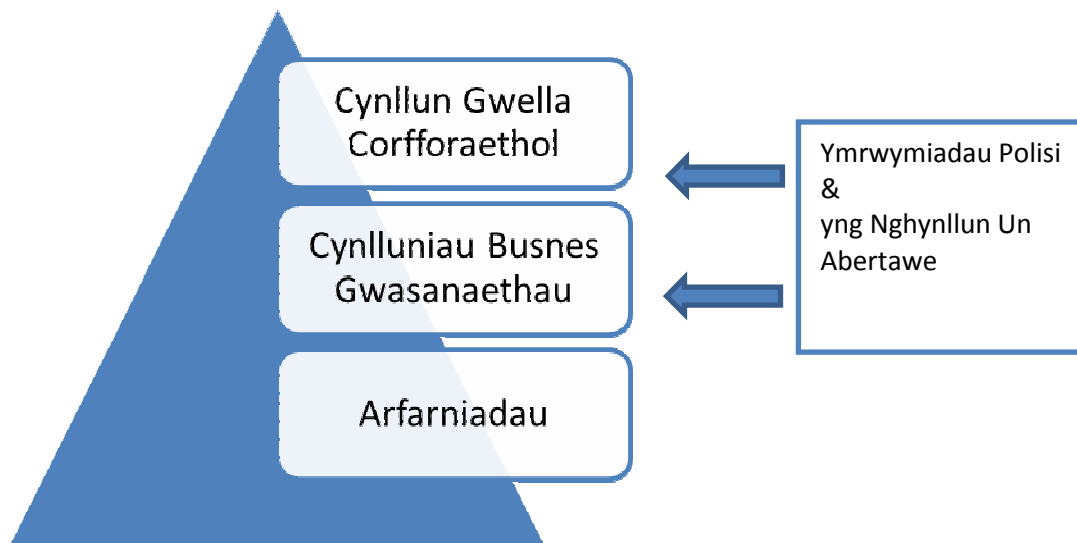 Cynllun Gwella
Corfforaethol
Cynlluniau Busnes
Gwasanaethau
Arfarniadau
Ymrwymiadau Polisi
&
yng Nghynllun Un
Abertawe